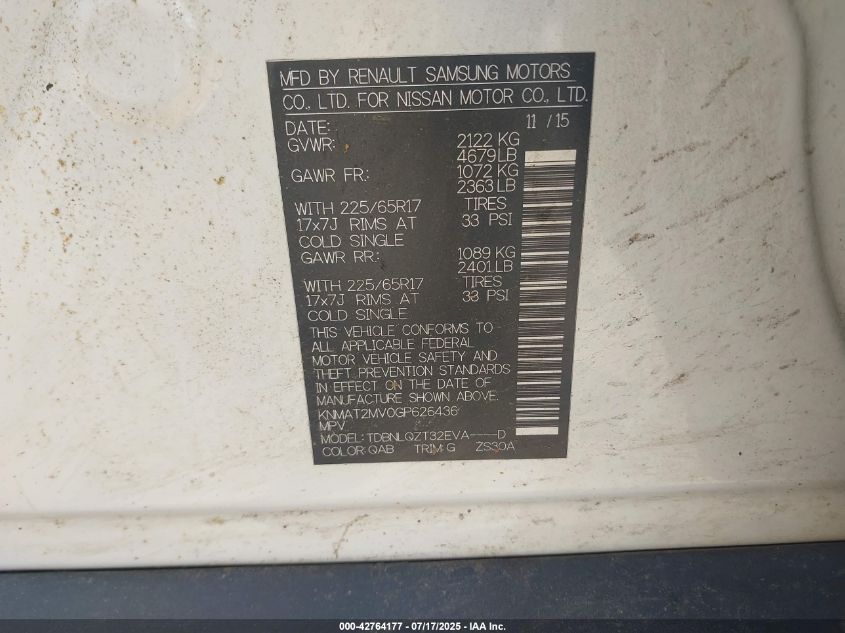 MFD BY RENAULT SAMSUNG MOTORS
CO., LTD. FOR NISSAN MOTOR CO., LTD.
DATE: 11 / 15
GVWR: 2122 KG
4679 LB
GAWR FR.: 1072 KG
2363 LB
WITH 225/65R17 TIRES
17x7J RIMS AT 33 PSI
COLD SINGLE
GAWR RR.: 1089 KG
2401 LB
WITH 225/65R17 TIRES
17x7J RIMS AT 33 PSI
COLD SINGLE
THIS VEHICLE CONFORMS TO
ALL APPLICABLE FEDERAL
MOTOR VEHICLE SAFETY AND
THEFT PREVENTION STANDARDS
IN EFFECT ON THE DATE OF
MANUFACTURE SHOWN ABOVE.
KNMAT2MV0GP626436
MPV
MODEL: TDBNLQZT32EVA----D
COLOR: QAB TRIM: G ZS30A
000-42764177 - 07/17/2025 - IAA Inc.